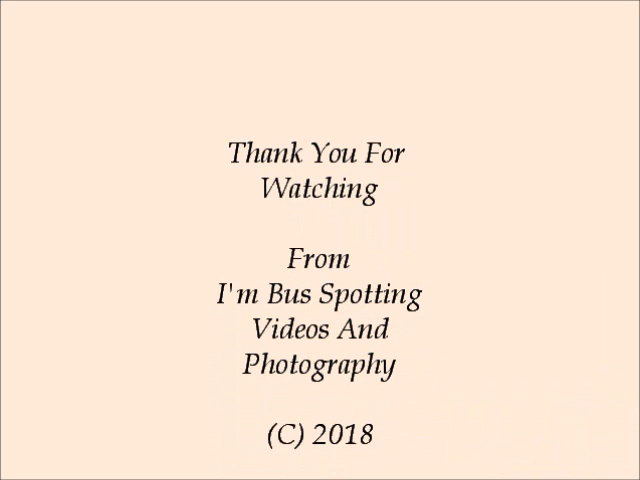 Thank You For
Watching
From
I'm Bus Spotting
Videos And
Photography
(C) 2018